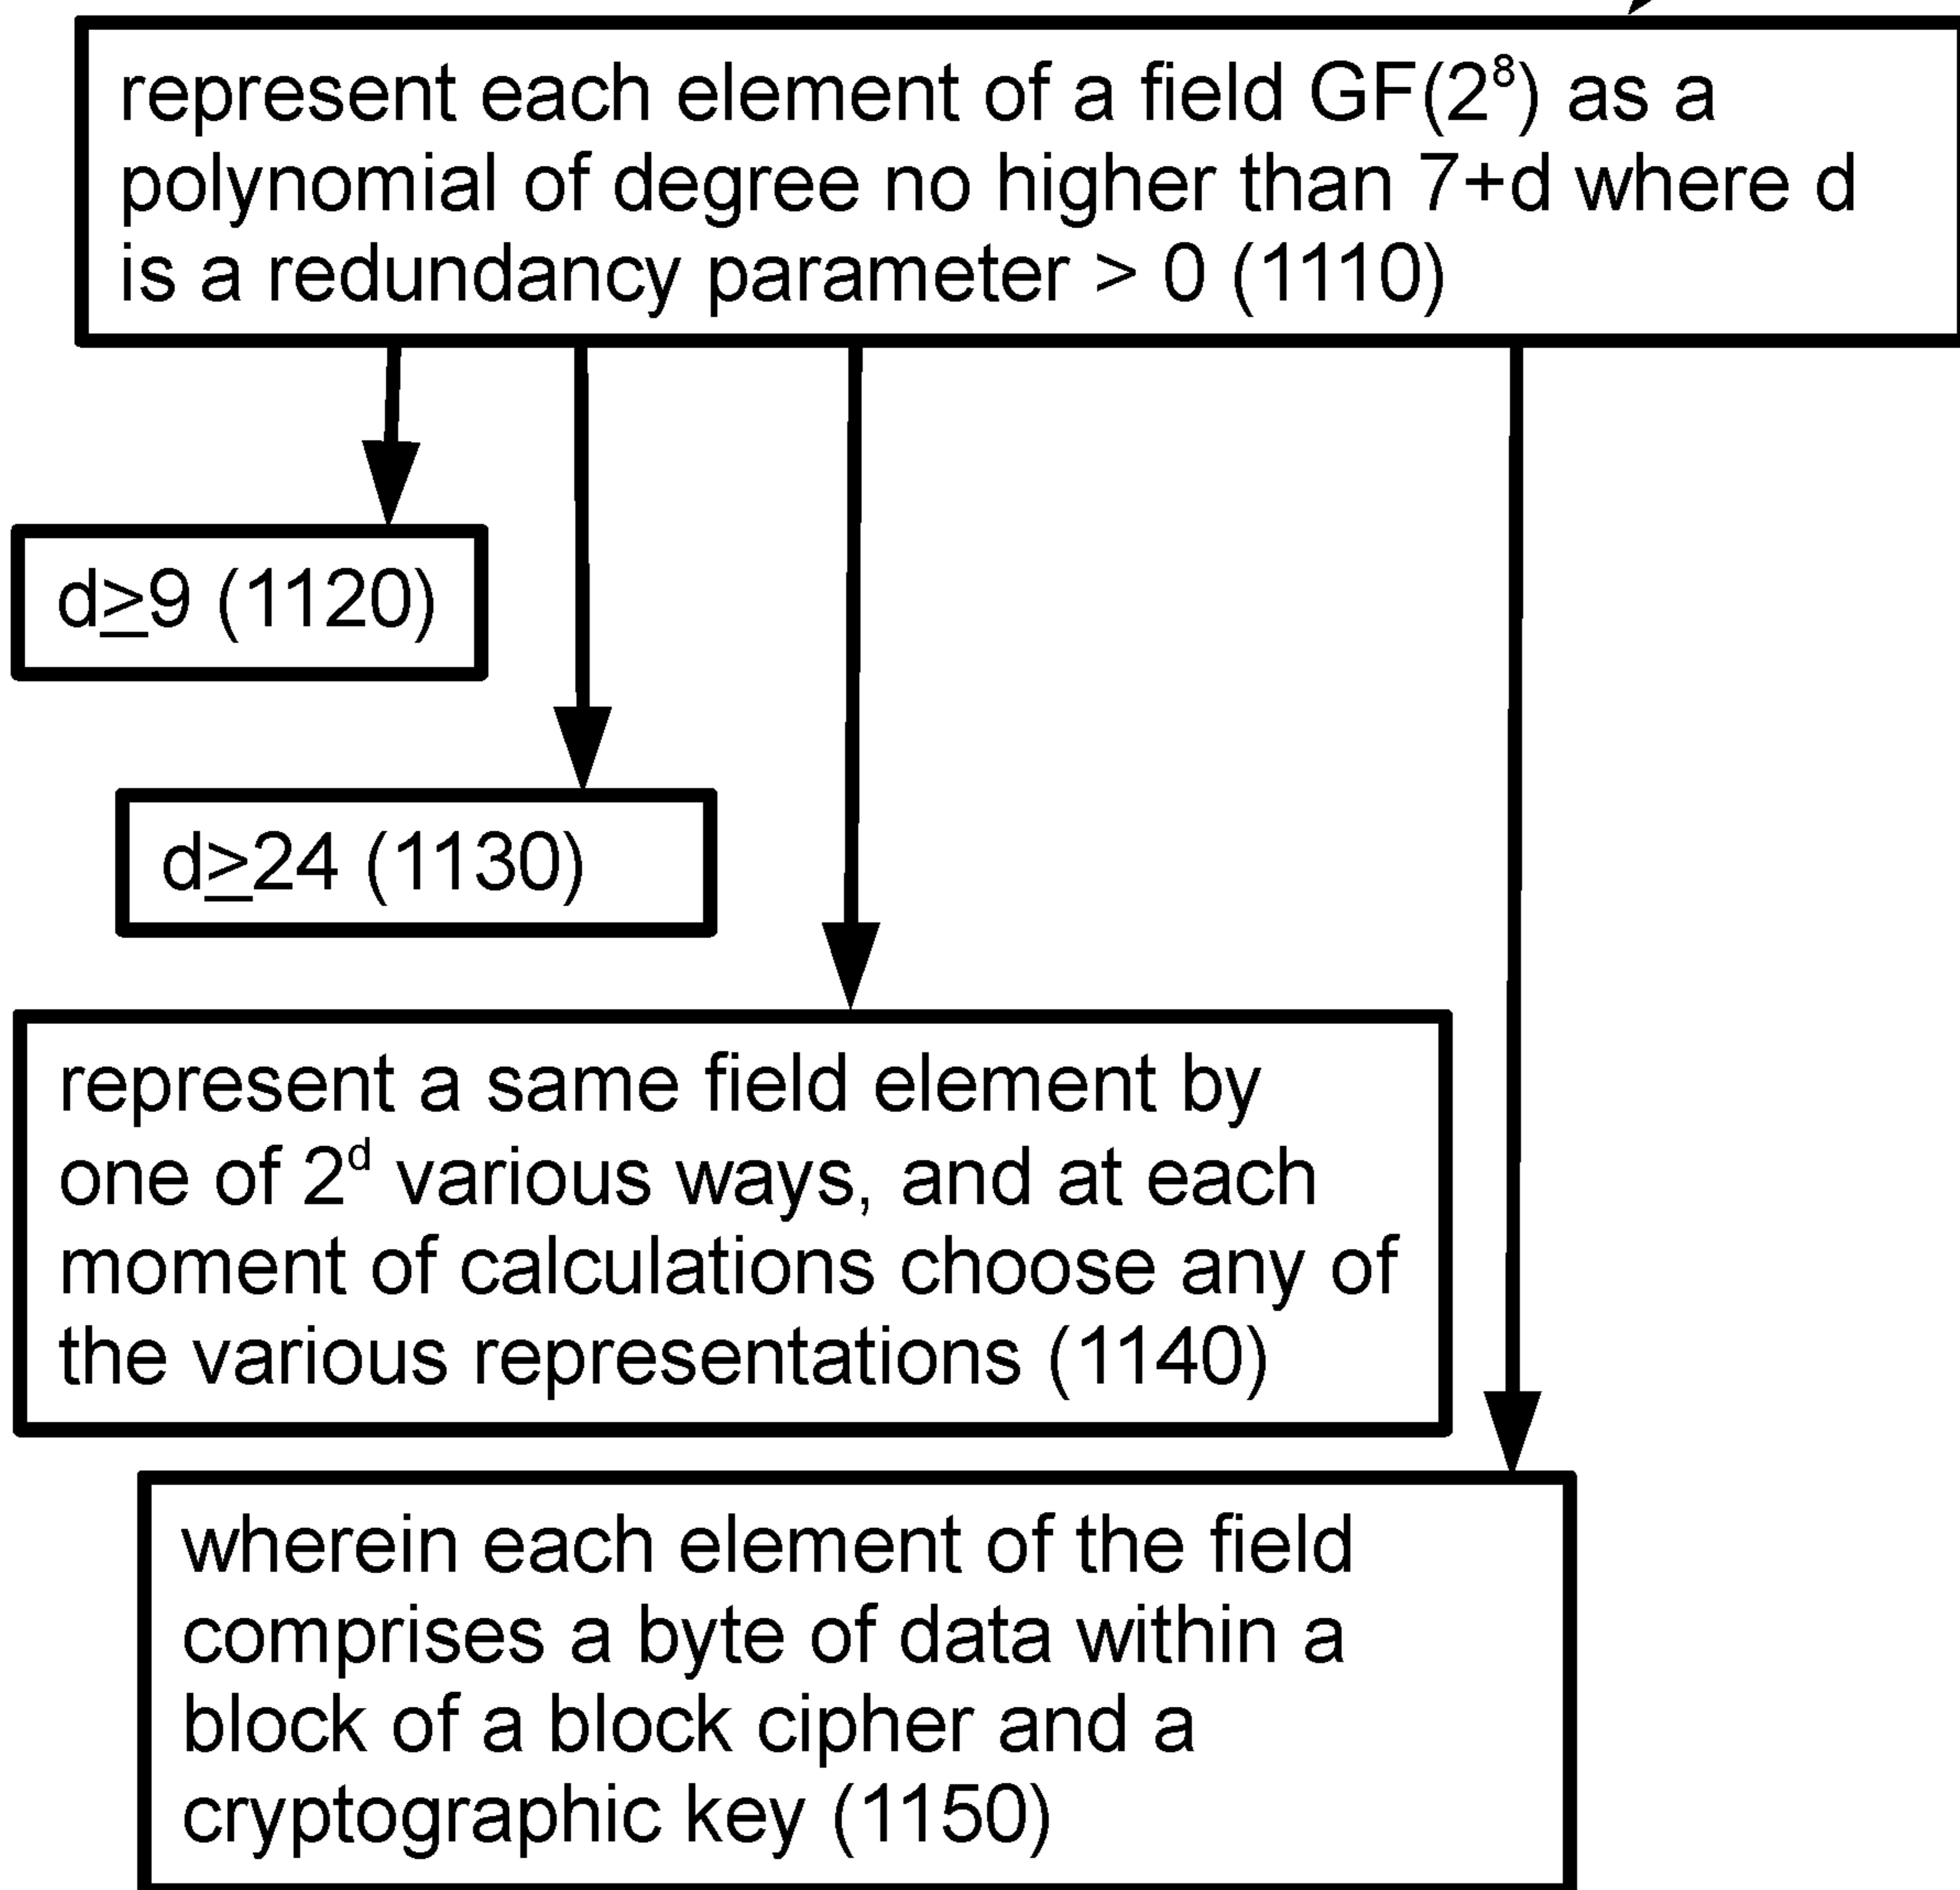 represent each element of a field GF(2⁸) as a
polynomial of degree no higher than 7+d where d
is a redundancy parameter > 0 (1110)
d≥9 (1120)
d≥24 (1130)
represent a same field element by
one of 2ᵈ various ways, and at each
moment of calculations choose any of
the various representations (1140)
wherein each element of the field
comprises a byte of data within a
block of a block cipher and a
cryptographic key (1150)